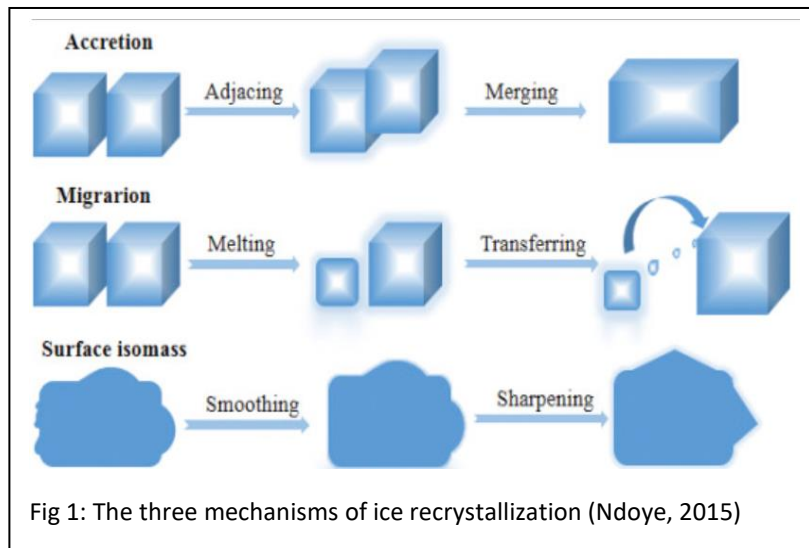 Accretion
Adjacing
Merging
Migrarion
Melting
Transferring
Surface isomass
Smoothing
Sharpening
Fig 1: The three mechanisms of ice recrystallization (Ndoye, 2015)